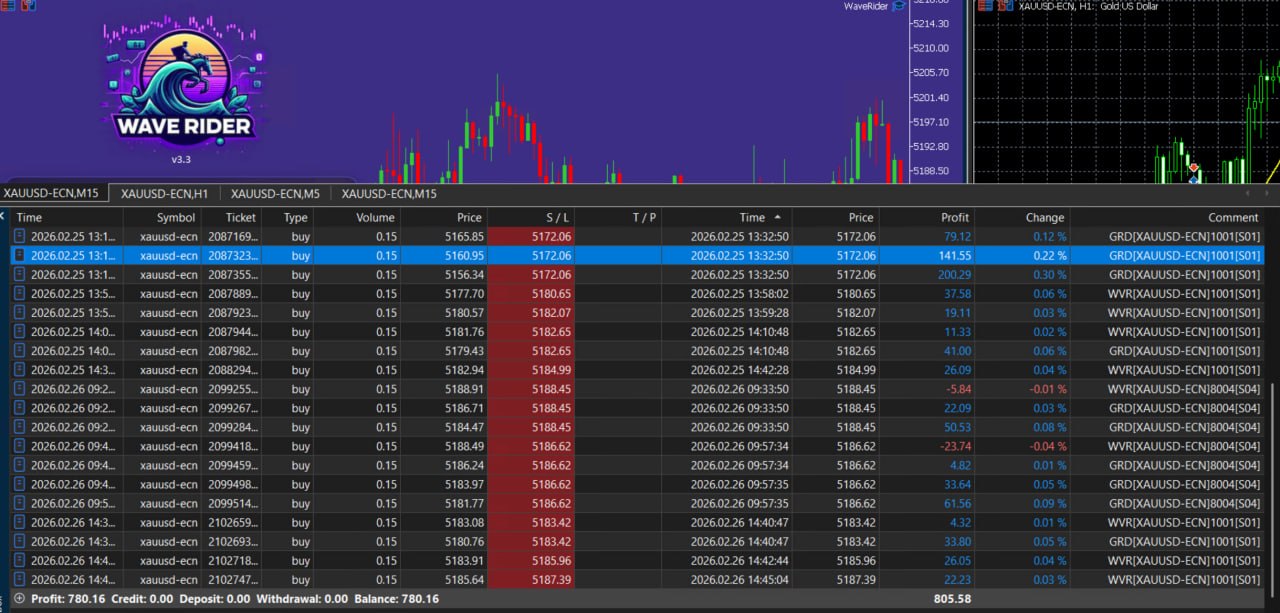 WaveRider
XAUUSD-ECN, H1: Gold US Dollar
5214.30
5210.00
5205.70
5201.40
5197.10
5192.80
5188.50
WAVE RIDER
v3.3
XAUUSD-ECN,M15 XAUUSD-ECN,H1 XAUUSD-ECN,M5 XAUUSD-ECN,M15
Time Symbol Ticket Type Volume Price S / L T / P Time Price Profit Change Comment
2026.02.25 13:1... xauusd-ecn 2087169... buy 0.15 5165.85 5172.06 2026.02.25 13:32:50 5172.06 79.12 0.12 % GRD[XAUUSD-ECN]1001[S01]
2026.02.25 13:1... xauusd-ecn 2087323... buy 0.15 5160.95 5172.06 2026.02.25 13:32:50 5172.06 141.55 0.22 % GRD[XAUUSD-ECN]1001[S01]
2026.02.25 13:1... xauusd-ecn 2087355... buy 0.15 5156.34 5172.06 2026.02.25 13:32:50 5172.06 200.29 0.30 % GRD[XAUUSD-ECN]1001[S01]
2026.02.25 13:5... xauusd-ecn 2087889... buy 0.15 5177.70 5180.65 2026.02.25 13:58:02 5180.65 37.58 0.06 % WVR[XAUUSD-ECN]1001[S01]
2026.02.25 13:5... xauusd-ecn 2087923... buy 0.15 5180.57 5182.07 2026.02.25 13:59:28 5182.07 19.11 0.03 % WVR[XAUUSD-ECN]1001[S01]
2026.02.25 14:0... xauusd-ecn 2087944... buy 0.15 5181.76 5182.65 2026.02.25 14:10:48 5182.65 11.33 0.02 % WVR[XAUUSD-ECN]1001[S01]
2026.02.25 14:0... xauusd-ecn 2087982... buy 0.15 5179.43 5182.65 2026.02.25 14:10:48 5182.65 41.00 0.06 % GRD[XAUUSD-ECN]1001[S01]
2026.02.25 14:3... xauusd-ecn 2088294... buy 0.15 5182.94 5184.99 2026.02.25 14:42:28 5184.99 26.09 0.04 % WVR[XAUUSD-ECN]1001[S01]
2026.02.26 09:2... xauusd-ecn 2099255... buy 0.15 5188.91 5188.45 2026.02.26 09:33:50 5188.45 -5.84 -0.01 % WVR[XAUUSD-ECN]8004[S04]
2026.02.26 09:2... xauusd-ecn 2099267... buy 0.15 5186.71 5188.45 2026.02.26 09:33:50 5188.45 22.09 0.03 % GRD[XAUUSD-ECN]8004[S04]
2026.02.26 09:2... xauusd-ecn 2099284... buy 0.15 5184.47 5188.45 2026.02.26 09:33:50 5188.45 50.53 0.08 % GRD[XAUUSD-ECN]8004[S04]
2026.02.26 09:4... xauusd-ecn 2099418... buy 0.15 5188.49 5186.62 2026.02.26 09:57:34 5186.62 -23.74 -0.04 % WVR[XAUUSD-ECN]8004[S04]
2026.02.26 09:4... xauusd-ecn 2099459... buy 0.15 5186.24 5186.62 2026.02.26 09:57:34 5186.62 4.82 0.01 % GRD[XAUUSD-ECN]8004[S04]
2026.02.26 09:4... xauusd-ecn 2099498... buy 0.15 5183.97 5186.62 2026.02.26 09:57:35 5186.62 33.64 0.05 % GRD[XAUUSD-ECN]8004[S04]
2026.02.26 09:5... xauusd-ecn 2099514... buy 0.15 5181.77 5186.62 2026.02.26 09:57:35 5186.62 61.56 0.09 % GRD[XAUUSD-ECN]8004[S04]
2026.02.26 14:3... xauusd-ecn 2102659... buy 0.15 5183.08 5183.42 2026.02.26 14:40:47 5183.42 4.32 0.01 % WVR[XAUUSD-ECN]1001[S01]
2026.02.26 14:3... xauusd-ecn 2102693... buy 0.15 5180.76 5183.42 2026.02.26 14:40:47 5183.42 33.80 0.05 % GRD[XAUUSD-ECN]1001[S01]
2026.02.26 14:4... xauusd-ecn 2102718... buy 0.15 5183.91 5185.96 2026.02.26 14:42:44 5185.96 26.05 0.04 % WVR[XAUUSD-ECN]1001[S01]
2026.02.26 14:4... xauusd-ecn 2102747... buy 0.15 5185.64 5187.39 2026.02.26 14:45:04 5187.39 22.23 0.03 % WVR[XAUUSD-ECN]1001[S01]
Profit: 780.16 Credit: 0.00 Deposit: 0.00 Withdrawal: 0.00 Balance: 780.16 805.58